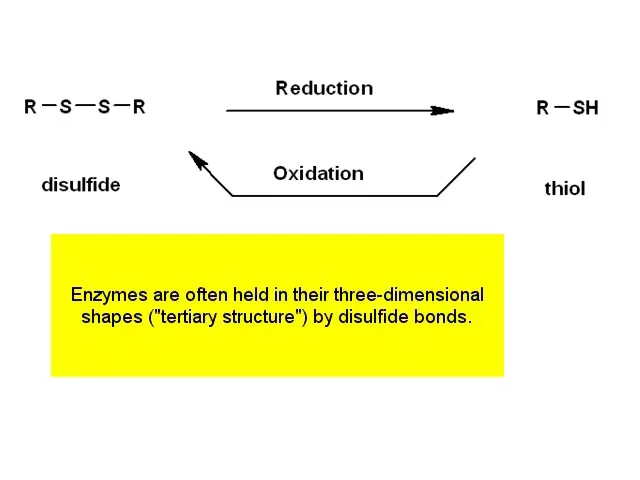 Reduction
R—S—S—R
R—SH
Oxidation
disulfide
thiol
Enzymes are often held in their three-dimensional
shapes ("tertiary structure") by disulfide bonds.